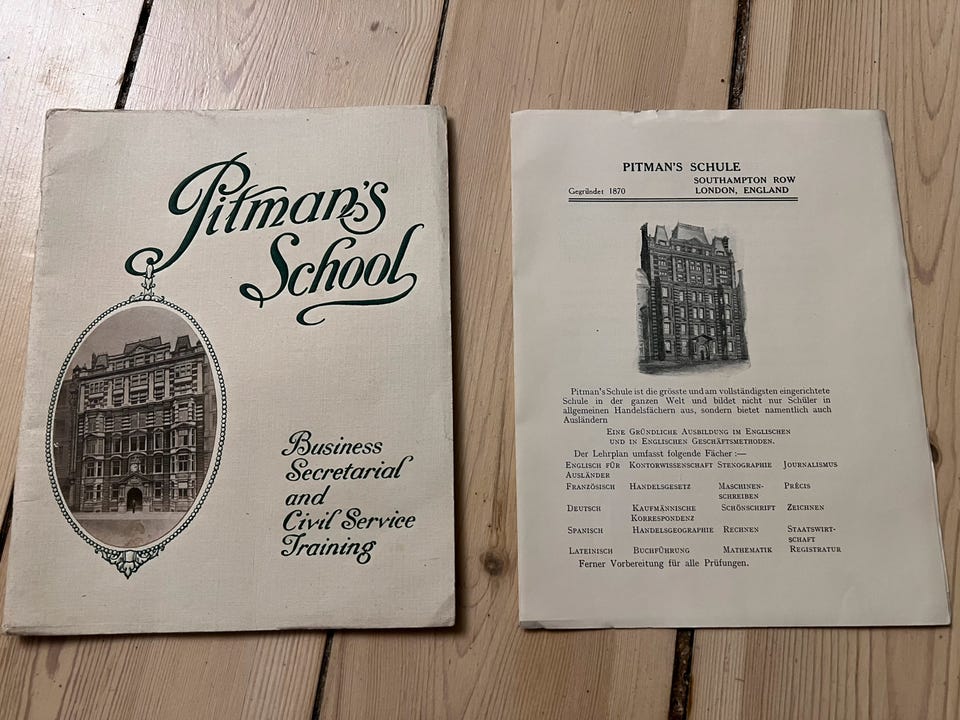 Pitman's
School
Business
Secretarial
and
Civil Service
Training
PITMAN'S SCHULE
SOUTHAMPTON ROW
Gegründet 1870 LONDON, ENGLAND
Pitman's Schule ist die grösste und am vollständigsten eingerichtete
Schule in der ganzen Welt und bildet nicht nur Schüler in
allgemeinen Handelsfächern aus, sondern bietet namentlich auch
Ausländern
EINE GRÜNDLICHE AUSBILDUNG IM ENGLISCHEN
UND IN ENGLISCHEN GESCHÄFTSMETHODEN.
Der Lehrplan umfasst folgende Fächer :—
ENGLISCH FÜR KONTORWISSENSCHAFT STENOGRAPHIE JOURNALISMUS
AUSLÄNDER
FRANZÖSISCH HANDELSGESETZ MASCHINEN- PRÉCIS
SCHREIBEN
DEUTSCH KAUFMÄNNISCHE SCHÖNSCHRIFT ZEICHNEN
KORRESPONDENZ
SPANISCH HANDELSGEOGRAPHIE RECHNEN STAATSWIRT-
SCHAFT
LATEINISCH BUCHFÜHRUNG MATHEMATIK REGISTRATUR
Ferner Vorbereitung für alle Prüfungen.